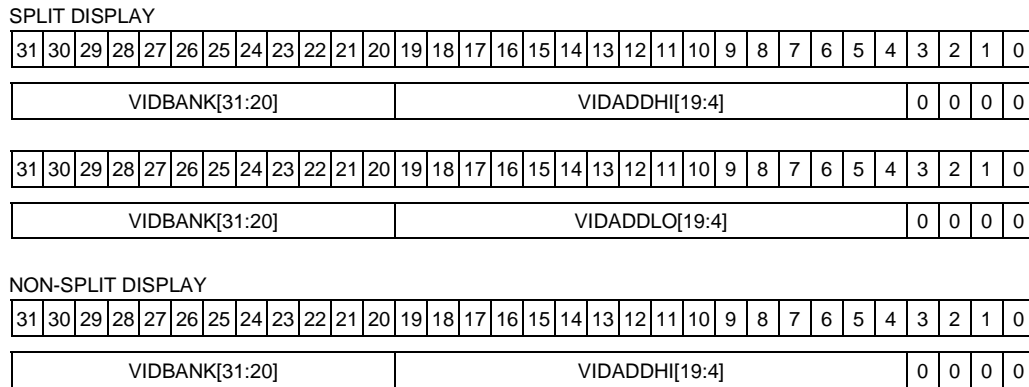 SPLIT DISPLAY
31 30 29 28 27 26 25 24 23 22 21 20 19 18 17 16 15 14 13 12 11 10 9 8 7 6 5 4 3 2 1 0
VIDBANK[31:20] VIDADDHI[19:4] 0 0 0 0
31 30 29 28 27 26 25 24 23 22 21 20 19 18 17 16 15 14 13 12 11 10 9 8 7 6 5 4 3 2 1 0
VIDBANK[31:20] VIDADDLO[19:4] 0 0 0 0
NON-SPLIT DISPLAY
31 30 29 28 27 26 25 24 23 22 21 20 19 18 17 16 15 14 13 12 11 10 9 8 7 6 5 4 3 2 1 0
VIDBANK[31:20] VIDADDHI[19:4] 0 0 0 0